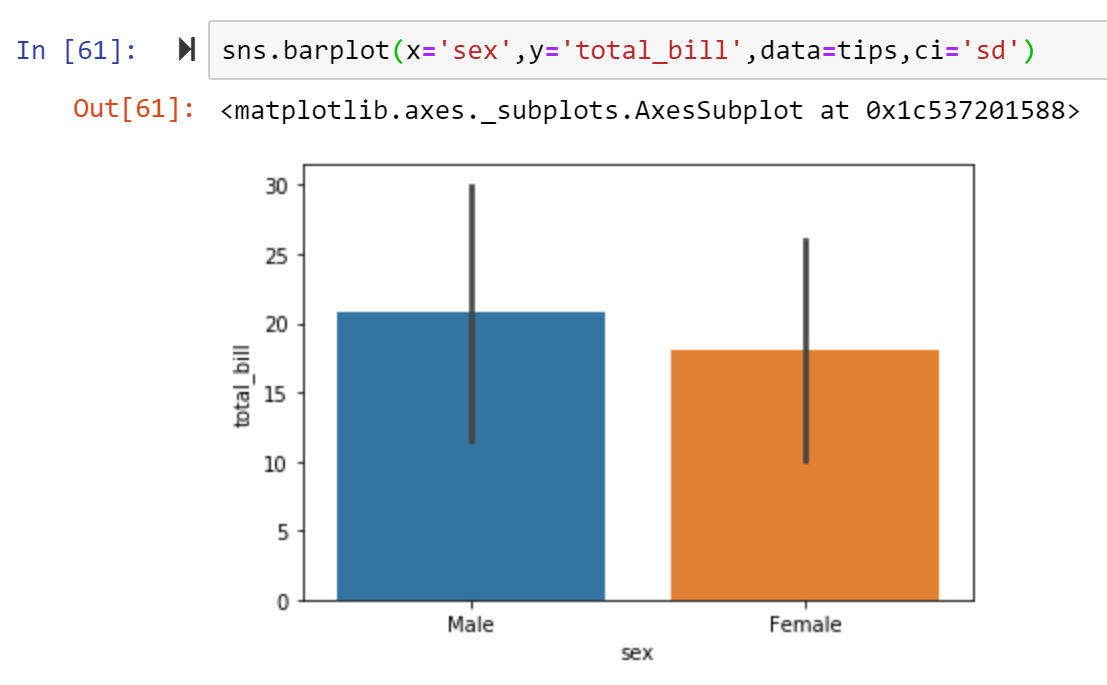 In [61]: sns.barplot(x='sex',y='total_bill',data=tips,ci='sd')
Out[61]: <matplotlib.axes._subplots.AxesSubplot at 0x1c537201588>
30
25
20
15
10
5
0
total_bill
Male Female
sex